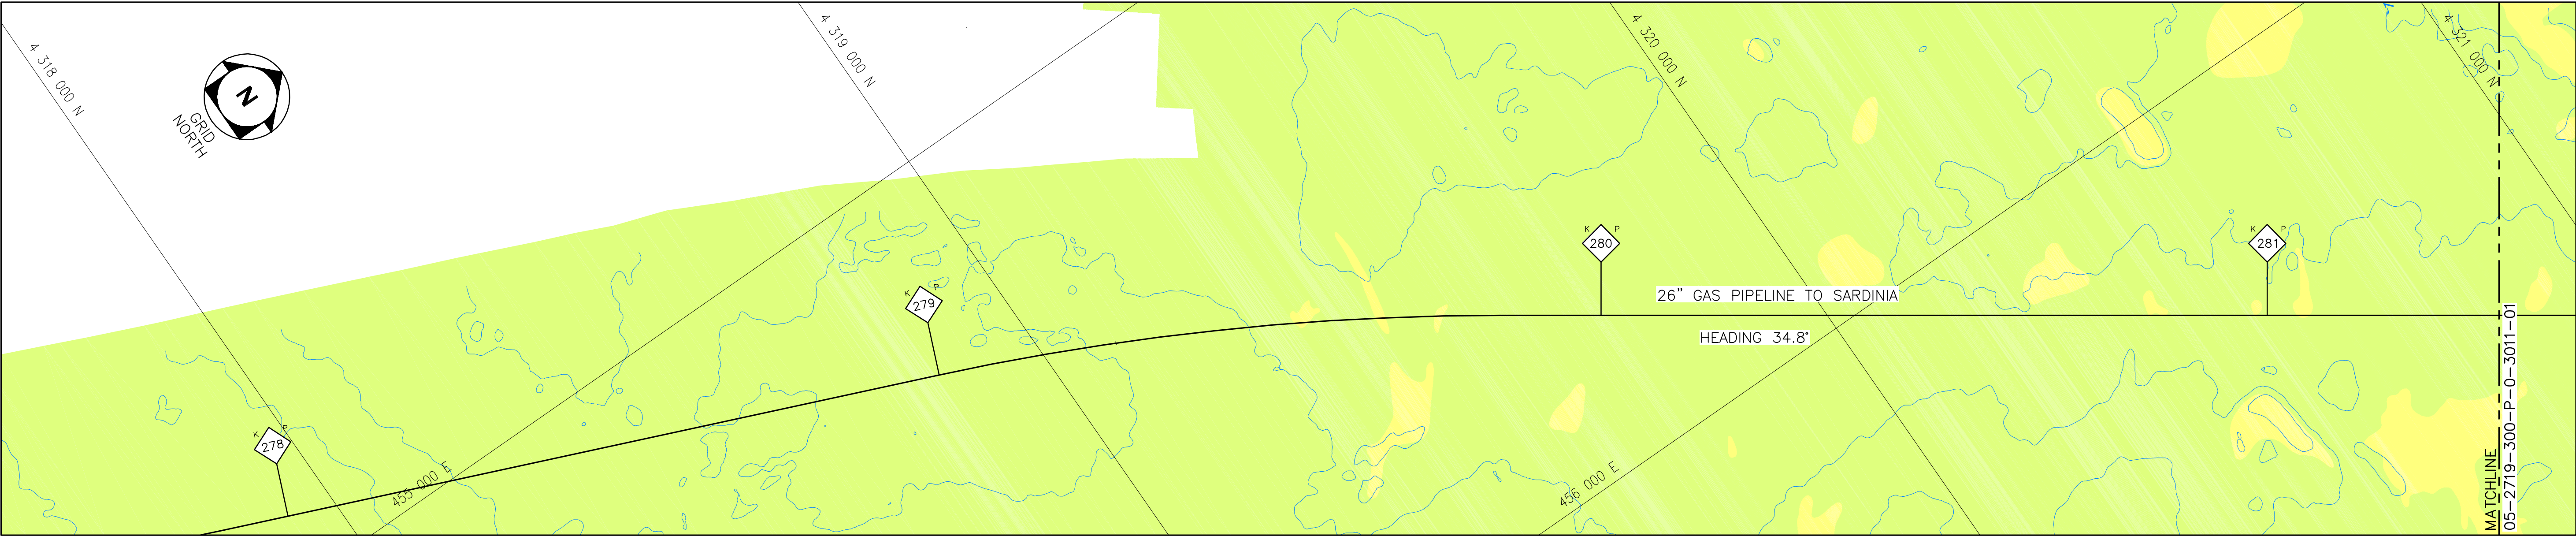 4 318 000 N
4 319 000 N
4 320 000 N
4 321 000 N
N
GRID
NORTH
K P
278
K P
279
K P
280
K P
281
26" GAS PIPELINE TO SARDINIA
HEADING 34.8°
455 000 E
456 000 E
MATCHLINE
05-2719-300-P-0-3011-01